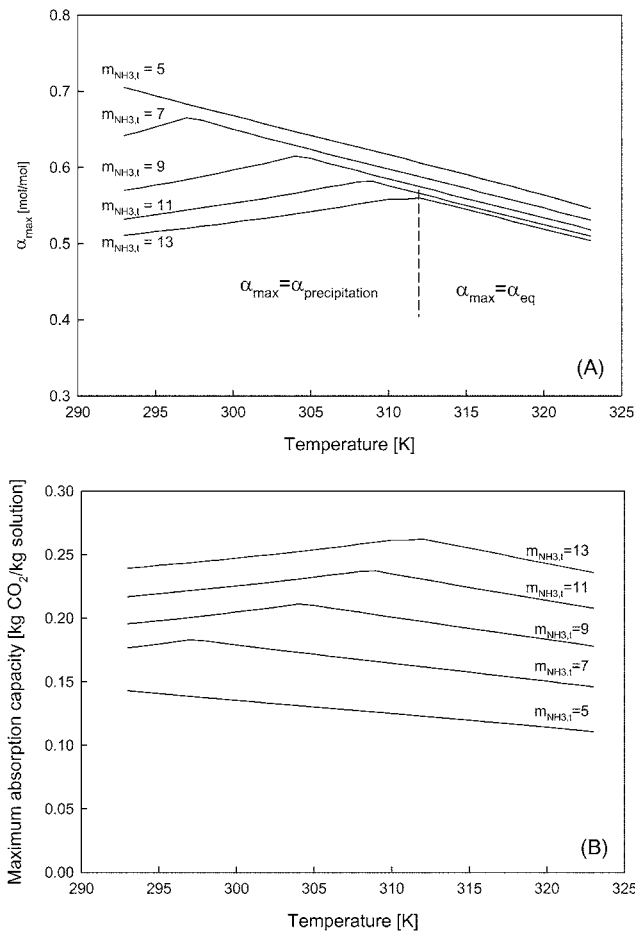 0.8
0.7
0.6
0.5
0.4
0.3
α_max [mol/mol]
m_NH3,t = 5
m_NH3,t = 7
m_NH3,t = 9
m_NH3,t = 11
m_NH3,t = 13
α_max=α_precipitation
α_max=α_eq
(A)
290 295 300 305 310 315 320 325
Temperature [K]
0.30
0.25
0.20
0.15
0.10
0.05
0.00
Maximum absorption capacity [kg CO₂/kg solution]
m_NH3,t=13
m_NH3,t=11
m_NH3,t=9
m_NH3,t=7
m_NH3,t=5
(B)
290 295 300 305 310 315 320 325
Temperature [K]